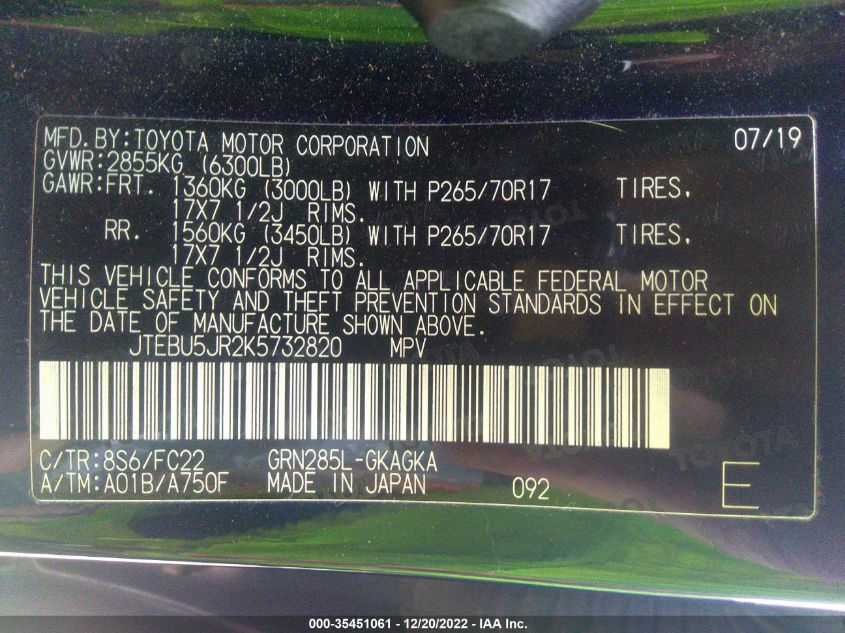 MFD.BY:TOYOTA MOTOR CORPORATION 07/19
GVWR:2855KG (6300LB)
GAWR:FRT. 1360KG (3000LB) WITH P265/70R17 TIRES.
17X7 1/2J RIMS.
RR. 1560KG (3450LB) WITH P265/70R17 TIRES.
17X7 1/2J RIMS.
THIS VEHICLE CONFORMS TO ALL APPLICABLE FEDERAL MOTOR
VEHICLE SAFETY AND THEFT PREVENTION STANDARDS IN EFFECT ON
THE DATE OF MANUFACTURE SHOWN ABOVE.
JTEBU5JR2K5732820 MPV
C/TR:8S6/FC22 GRN285L-GKAGKA
A/TM:A01B/A750F MADE IN JAPAN 092 E
000-35451061 - 12/20/2022 - IAA Inc.